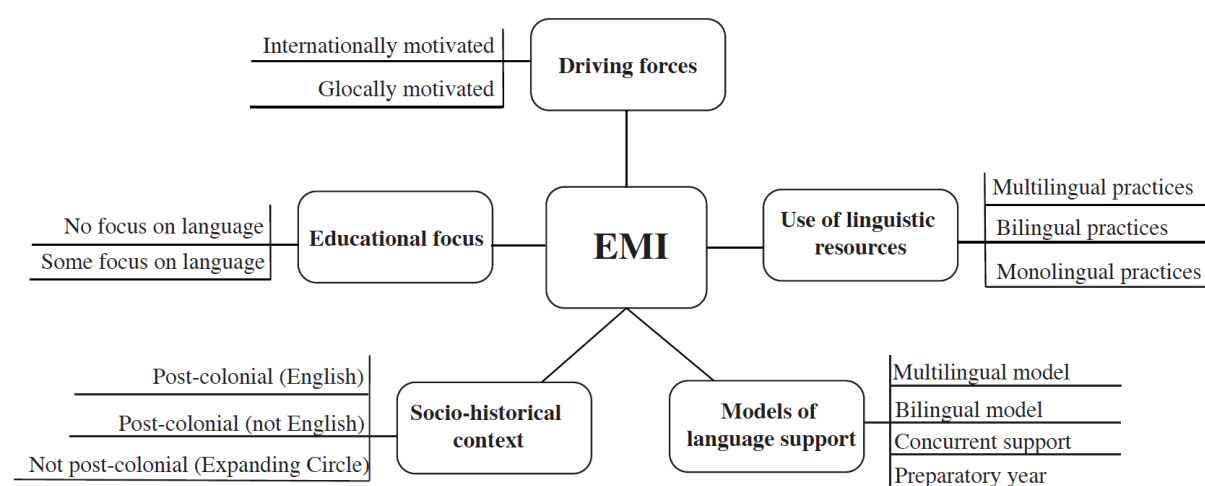 Internationally motivated
Glocally motivated
Driving forces
No focus on language
Some focus on language
Educational focus
EMI
Use of linguistic
resources
Multilingual practices
Bilingual practices
Monolingual practices
Post-colonial (English)
Post-colonial (not English)
Not post-colonial (Expanding Circle)
Socio-historical
context
Models of
language support
Multilingual model
Bilingual model
Concurrent support
Preparatory year